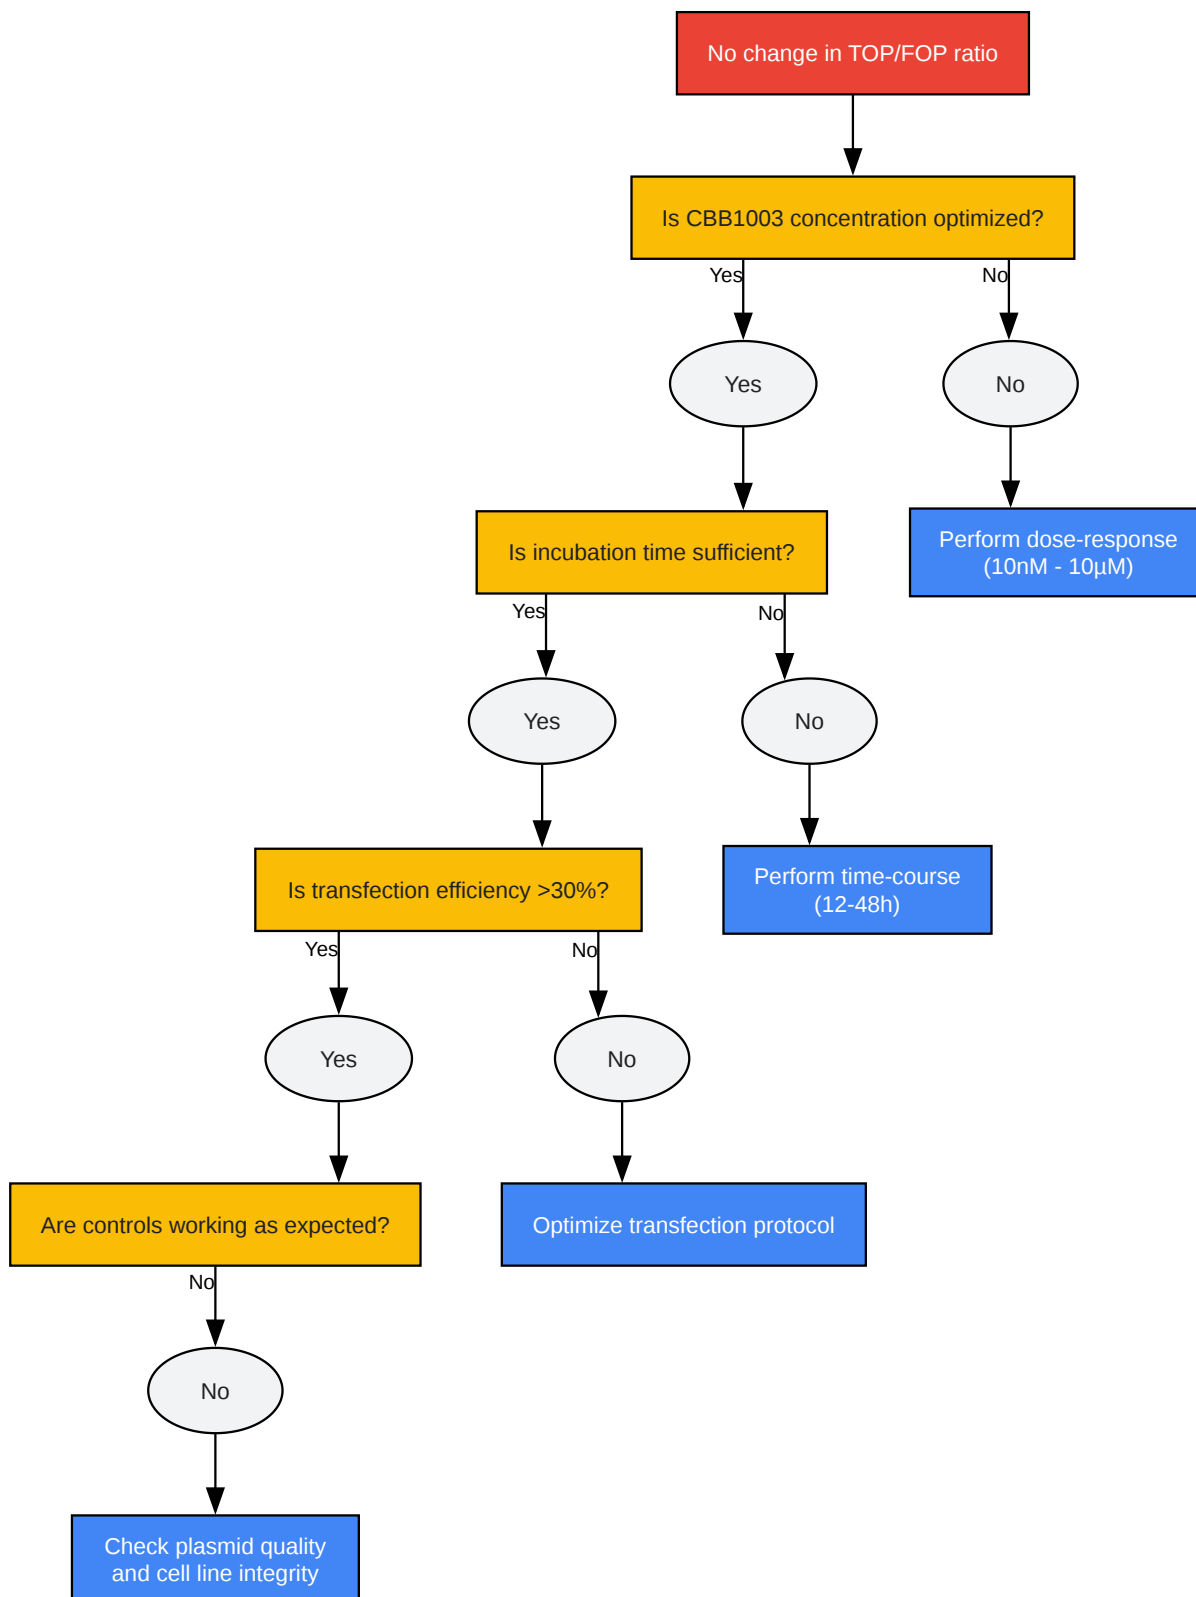 No change in TOP/FOP ratio
Is CBB1003 concentration optimized?
Yes
No
Yes
No
Is incubation time sufficient?
Perform dose-response
(10nM - 10µM)
Yes
No
Yes
No
Is transfection efficiency >30%?
Perform time-course
(12-48h)
Yes
No
Yes
No
Are controls working as expected?
Optimize transfection protocol
No
No
Check plasmid quality
and cell line integrity